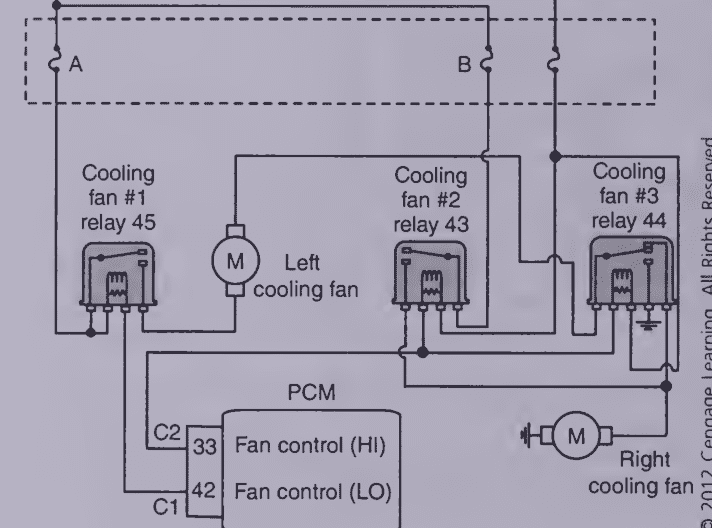 A
B
Cooling
fan #1
relay 45
Cooling
fan #2
relay 43
Cooling
fan #3
relay 44
M
Left
cooling fan
PCM
C2
33
Fan control (HI)
42
Fan control (LO)
C1
M
Right
cooling fan
© 2012 Cengage Learning. All Rights Reserved